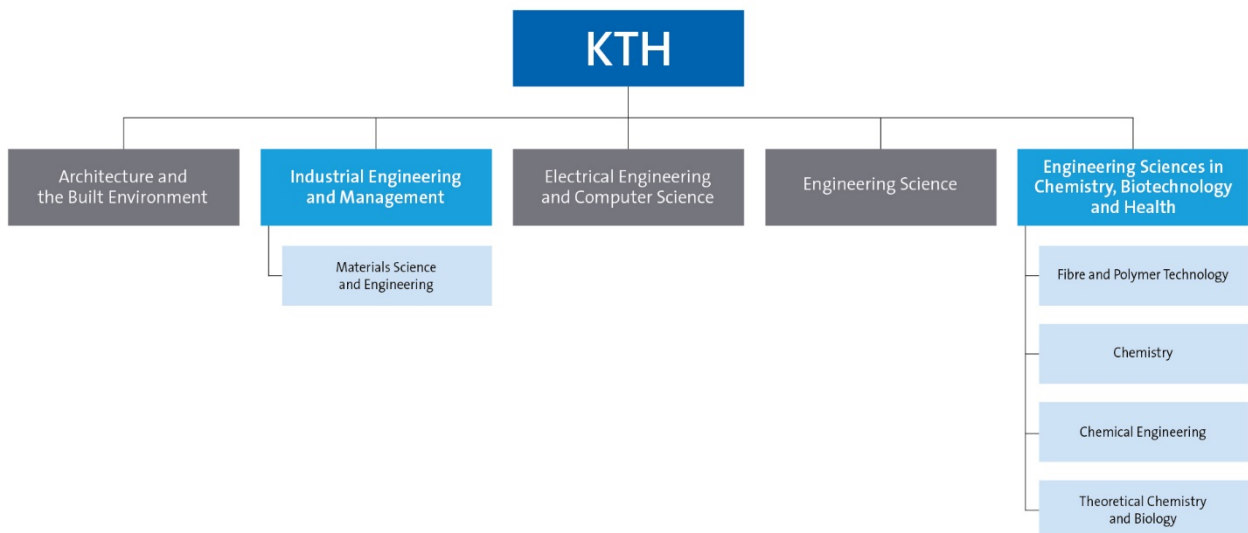 KTH
Architecture and
the Built Environment
Industrial Engineering
and Management
Electrical Engineering
and Computer Science
Engineering Science
Engineering Sciences in
Chemistry, Biotechnology
and Health
Materials Science
and Engineering
Fibre and Polymer Technology
Chemistry
Chemical Engineering
Theoretical Chemistry
and Biology